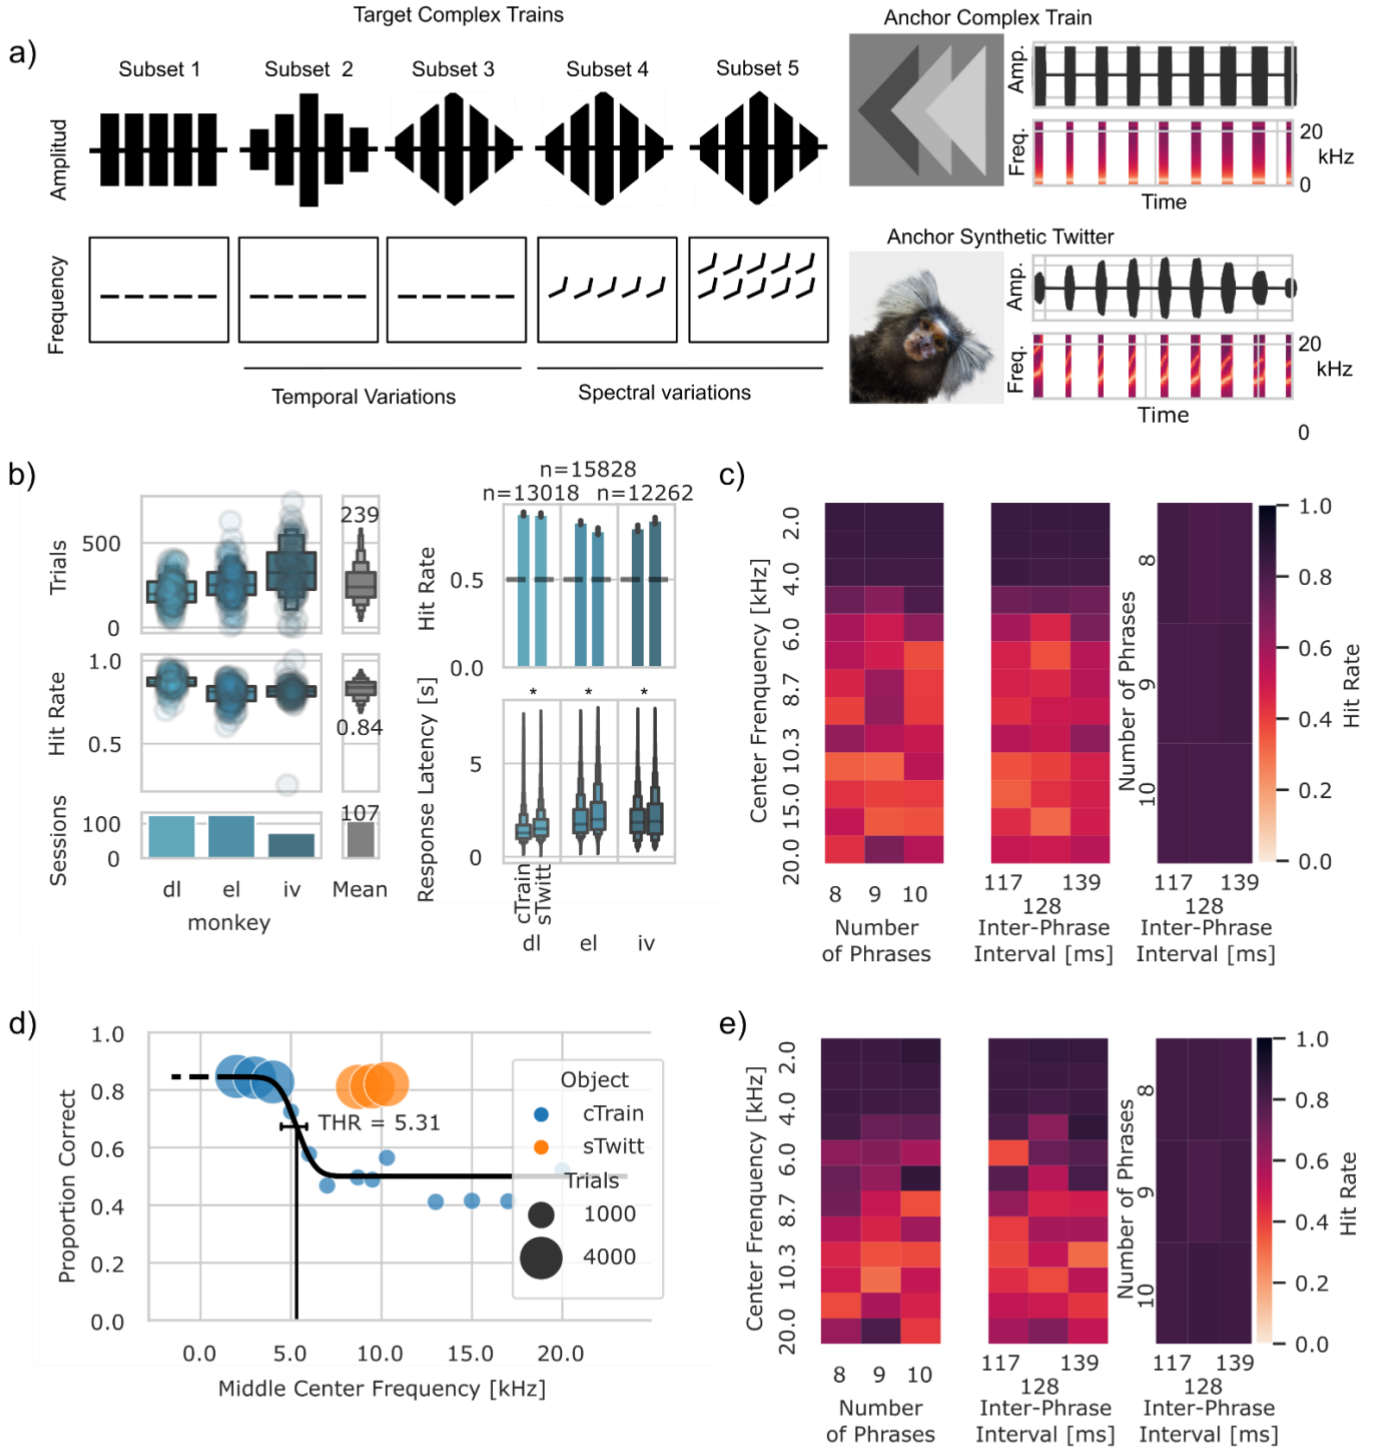 a)
Target Complex Trains
Subset 1
Subset 2
Subset 3
Subset 4
Subset 5
Amplitud
Frequency
Temporal Variations
Spectral variations
Anchor Complex Train
Amp.
Freq.
20
kHz
0
Time
Anchor Synthetic Twitter
Amp.
Freq.
20
kHz
Time
0
b)
Trials
500
0
239
Hit Rate
1.0
0.5
0.84
Sessions
100
0
107
dl el iv Mean
monkey
n=15828
n=13018 n=12262
Hit Rate
0.5
0.0
Response Latency [s]
* * *
5
0
cTrain
sTwitt
dl el iv
c)
Center Frenquency [kHz]
2.0
4.0
6.0
8.7
10.3
15.0
20.0
8 9 10
Number
of Phrases
117 139
128
Inter-Phrase
Interval [ms]
Number of Phrases
8
9
10
117 139
128
Inter-Phrase
Interval [ms]
1.0
0.8
0.6
0.4
0.2
0.0
Hit Rate
d)
Proportion Correct
1.0
0.8
0.6
0.4
0.2
0.0
THR = 5.31
Object
cTrain
sTwitt
Trials
1000
4000
0.0 5.0 10.0 15.0 20.0
Middle Center Frequency [kHz]
e)
Center Frequency [kHz]
2.0
4.0
6.0
8.7
10.3
20.0
8 9 10
Number
of Phrases
117 139
128
Inter-Phrase
Interval [ms]
Number of Phrases
8
9
10
117 139
128
Inter-Phrase
Interval [ms]
1.0
0.8
0.6
0.4
0.2
0.0
Hit Rate